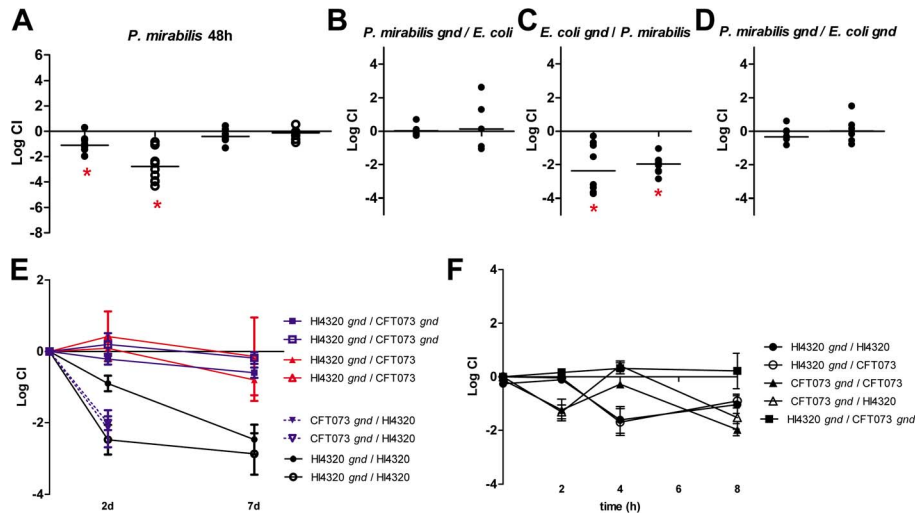 A
P. mirabilis 48h
Log CI
6
4
2
0
-2
-4
-6
-8
*
*
B
P. mirabilis gnd / E. coli
Log CI
4
2
0
-2
-4
C
E. coli gnd / P. mirabilis
Log CI
4
2
0
-2
-4
*
*
D
P. mirabilis gnd / E. coli gnd
Log CI
4
2
0
-2
-4
E
Log CI
2
0
-2
-4
2d
7d
HI4320 gnd / CFT073 gnd
HI4320 gnd / CFT073 gnd
HI4320 gnd / CFT073
HI4320 gnd / CFT073
CFT073 gnd / HI4320
CFT073 gnd / HI4320
HI4320 gnd / HI4320
HI4320 gnd / HI4320
F
Log CI
4
2
0
-2
-4
2
4
6
8
time (h)
HI4320 gnd / HI4320
HI4320 gnd / CFT073
CFT073 gnd / CFT073
CFT073 gnd / HI4320
HI4320 gnd / CFT073 gnd